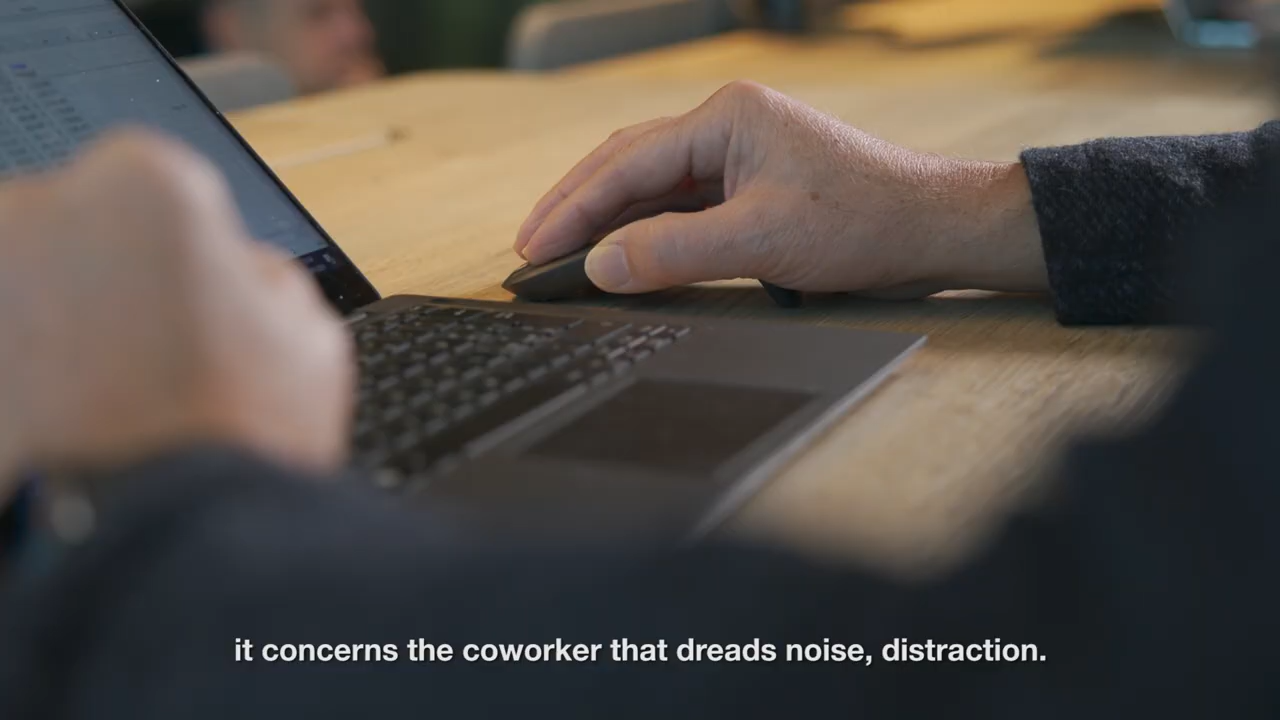 it concerns the coworker that dreads noise, distraction.